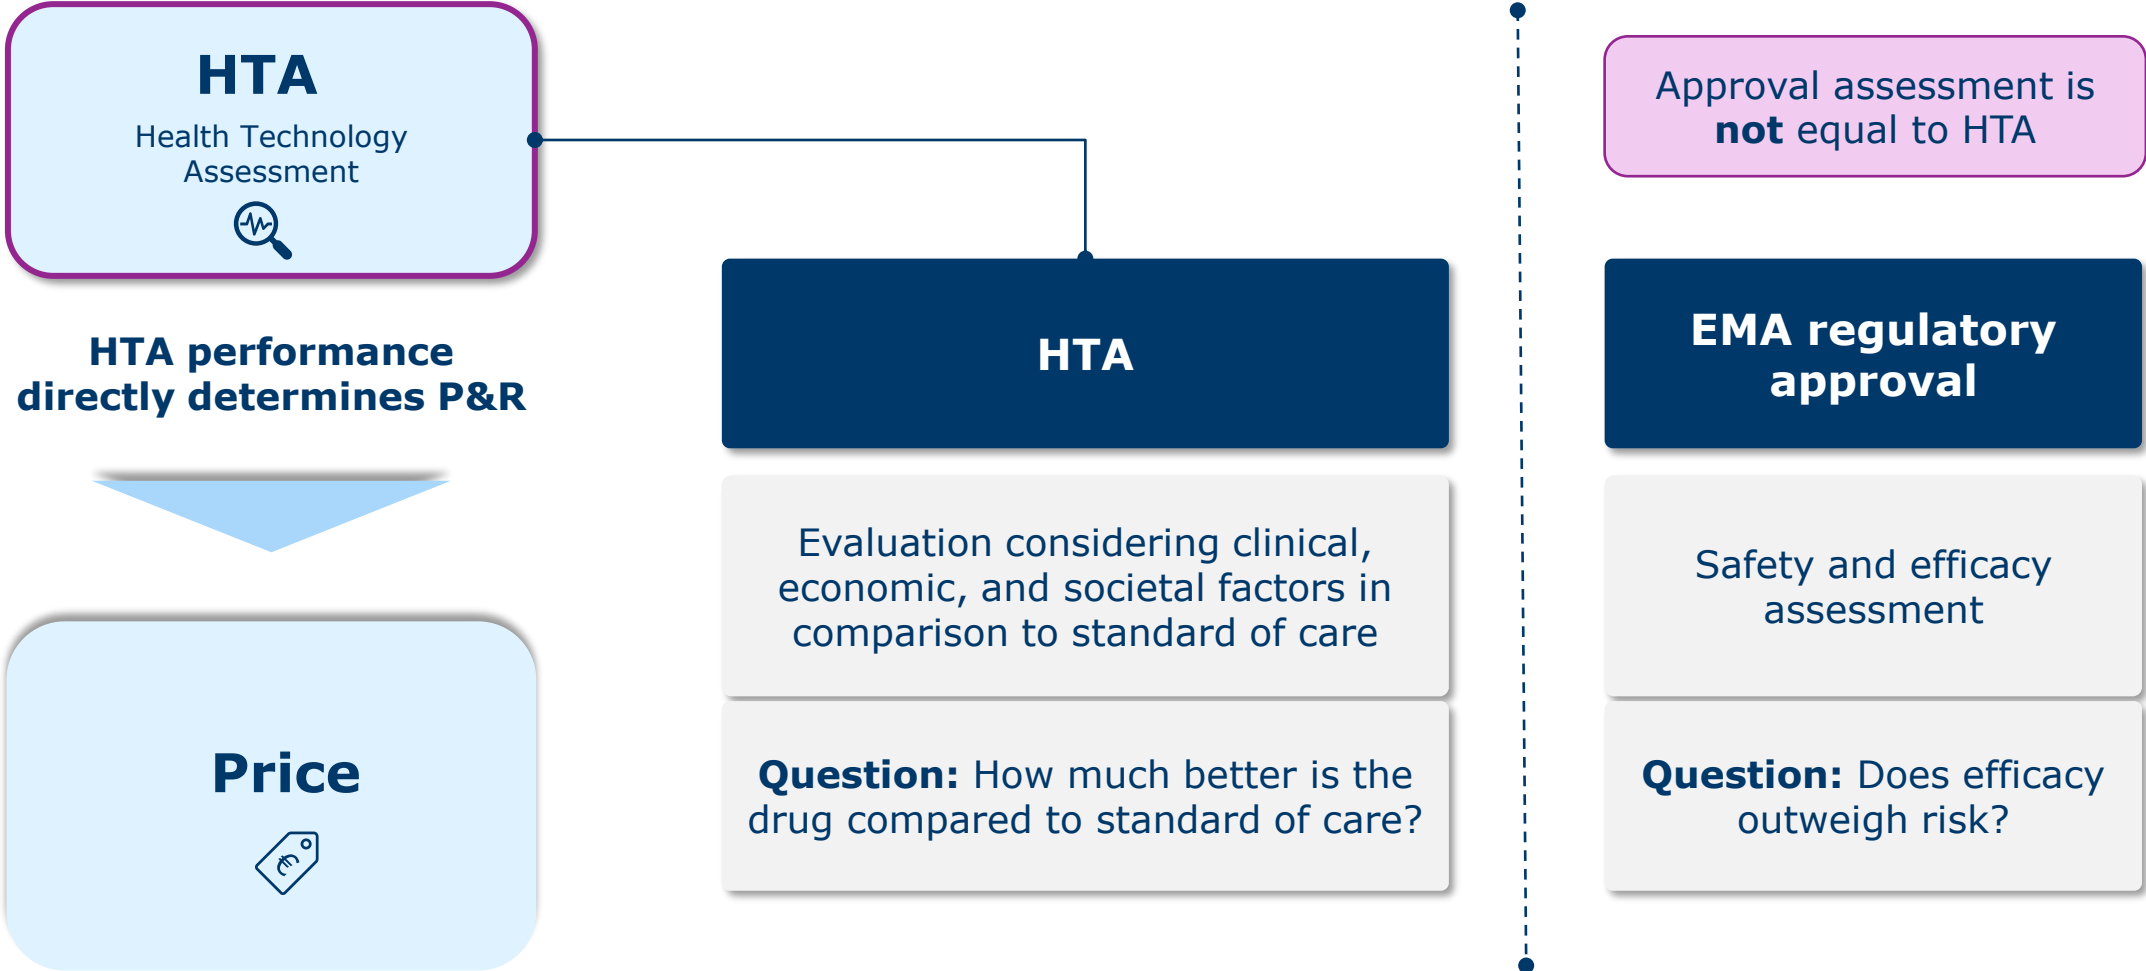 HTA
Health Technology
Assessment
HTA performance
directly determines P&R
Price
€
HTA
Evaluation considering clinical,
economic, and societal factors in
comparison to standard of care
Question: How much better is the
drug compared to standard of care?
Approval assessment is
not equal to HTA
EMA regulatory
approval
Safety and efficacy
assessment
Question: Does efficacy
outweigh risk?